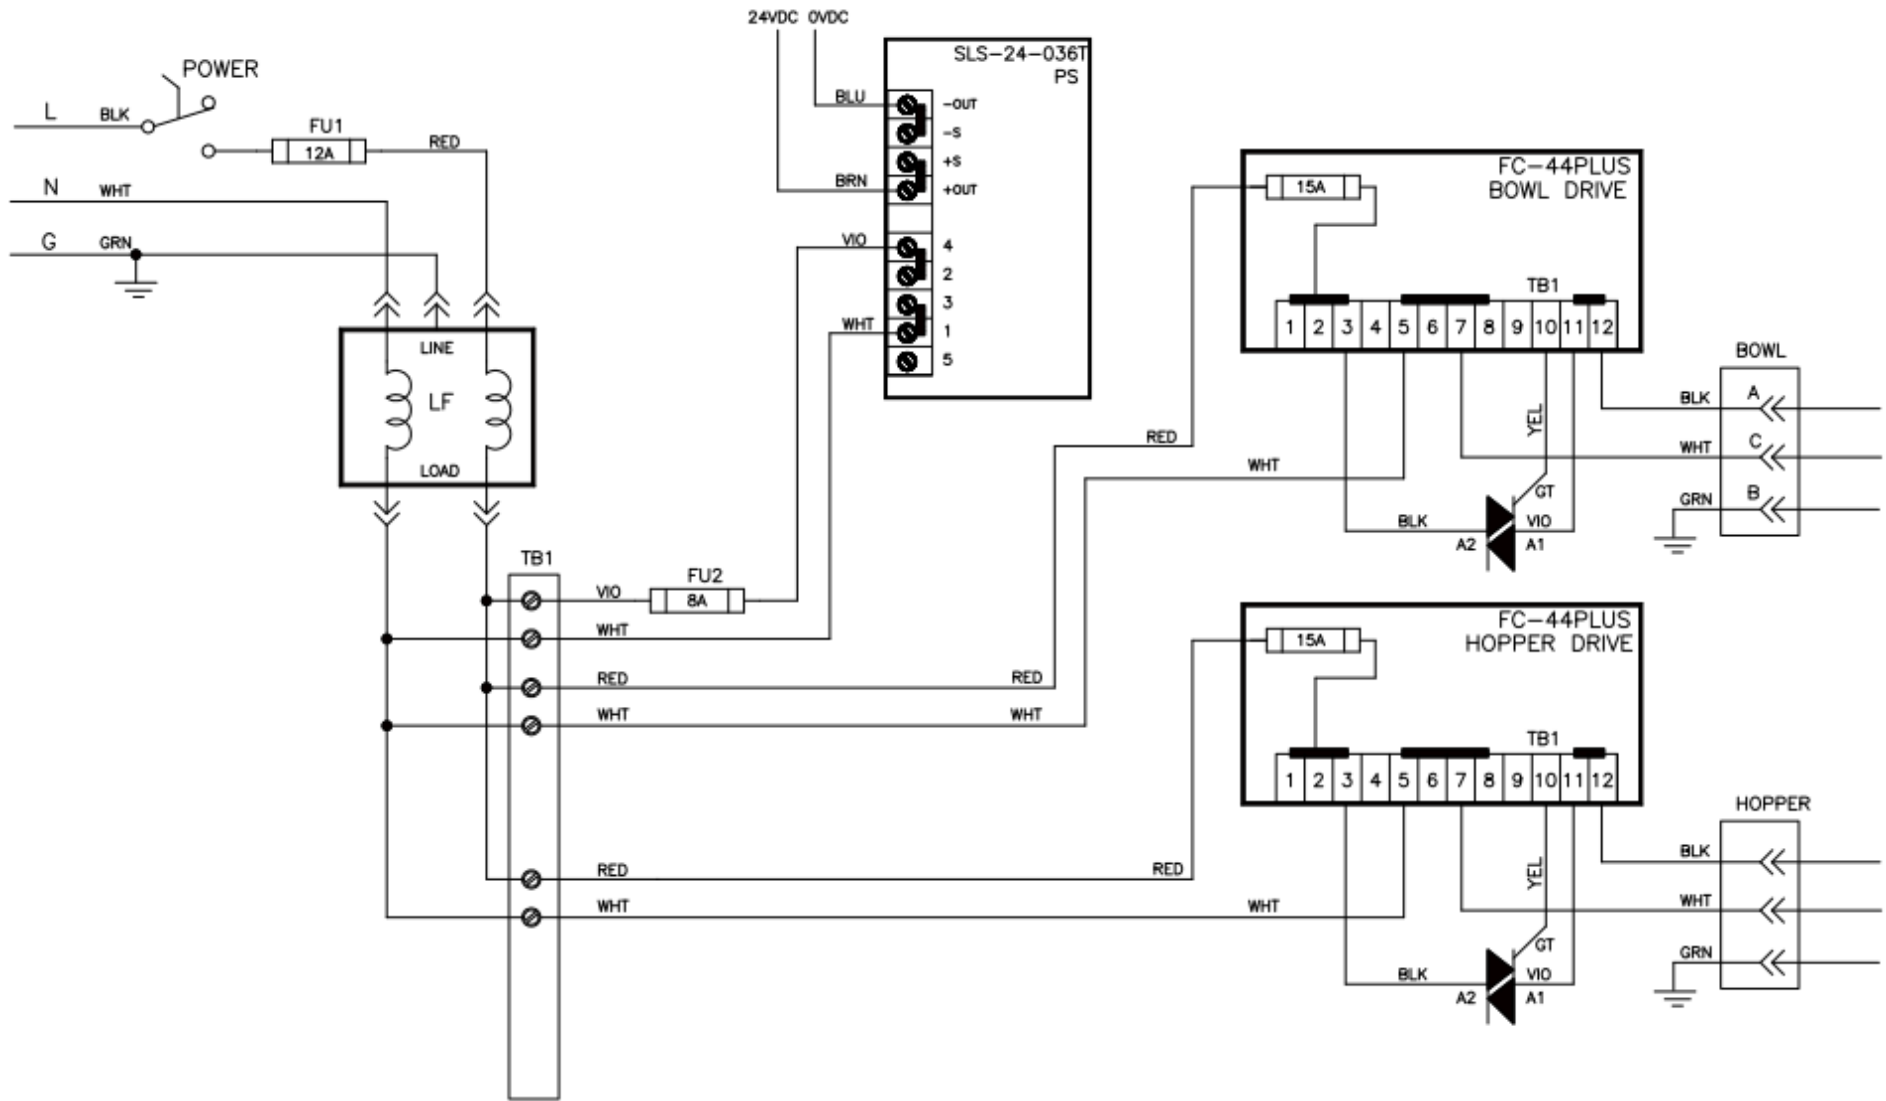 24VDC 0VDC
POWER
L BLK
FU1
12A
RED
N WHT
G GRN
LINE
LF
LOAD
SLS-24-036T
PS
BLU -OUT
-S
+S
BRN +OUT
VIO 4
2
3
WHT 1
5
FC-44PLUS
BOWL DRIVE
15A
TB1
1 2 3 4 5 6 7 8 9 10 11 12
BOWL
BLK A
WHT C
GRN B
YEL
GT
BLK VIO
A2 A1
RED
WHT
TB1
VIO
FU2
8A
WHT
RED RED
WHT WHT
RED RED
WHT WHT
FC-44PLUS
HOPPER DRIVE
15A
TB1
1 2 3 4 5 6 7 8 9 10 11 12
HOPPER
BLK
WHT
GRN
YEL
GT
BLK VIO
A2 A1